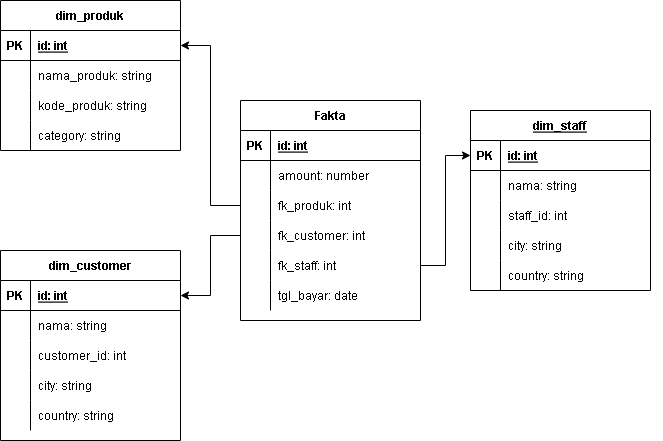 dim_produk
PK id: int
nama_produk: string
kode_produk: string
category: string
Fakta
PK id: int
amount: number
fk_produk: int
fk_customer: int
fk_staff: int
tgl_bayar: date
dim_staff
PK id: int
nama: string
staff_id: int
city: string
country: string
dim_customer
PK id: int
nama: string
customer_id: int
city: string
country: string